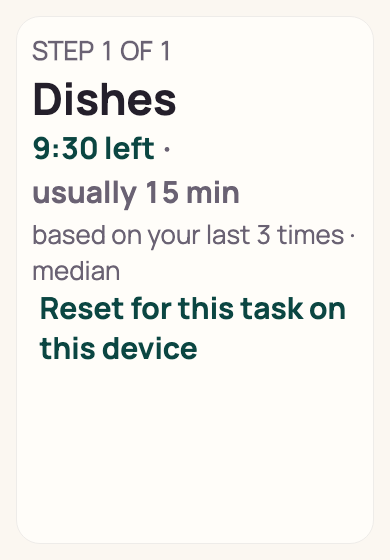 STEP 1 OF 1
Dishes
9:30 left ·
usually 15 min
based on your last 3 times ·
median
Reset for this task on
this device